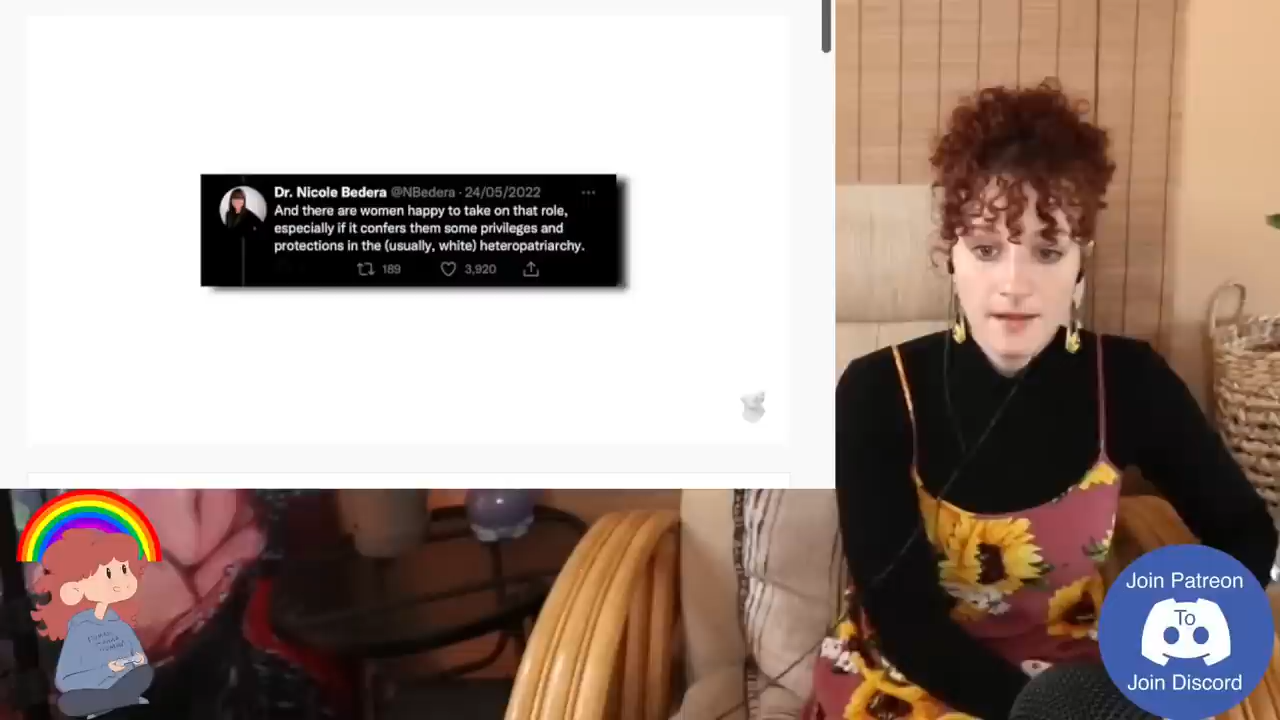 Dr. Nicole Bedera @NBedera · 24/05/2022
And there are women happy to take on that role,
especially if it confers them some privileges and
protections in the (usually, white) heteropatriarchy.
189 3,920
Join Patreon
To
Join Discord